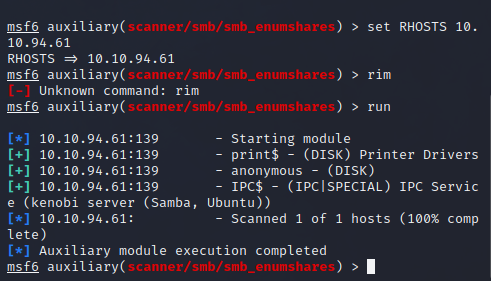 msf6 auxiliary(scanner/smb/smb_enumshares) > set RHOSTS 10.
10.94.61
RHOSTS => 10.10.94.61
msf6 auxiliary(scanner/smb/smb_enumshares) > rim
[-] Unknown command: rim
msf6 auxiliary(scanner/smb/smb_enumshares) > run
[*] 10.10.94.61:139 - Starting module
[+] 10.10.94.61:139 - print$ - (DISK) Printer Drivers
[+] 10.10.94.61:139 - anonymous - (DISK)
[+] 10.10.94.61:139 - IPC$ - (IPC|SPECIAL) IPC Servic
e (kenobi server (Samba, Ubuntu))
[*] 10.10.94.61: - Scanned 1 of 1 hosts (100% comp
lete)
[*] Auxiliary module execution completed
msf6 auxiliary(scanner/smb/smb_enumshares) >